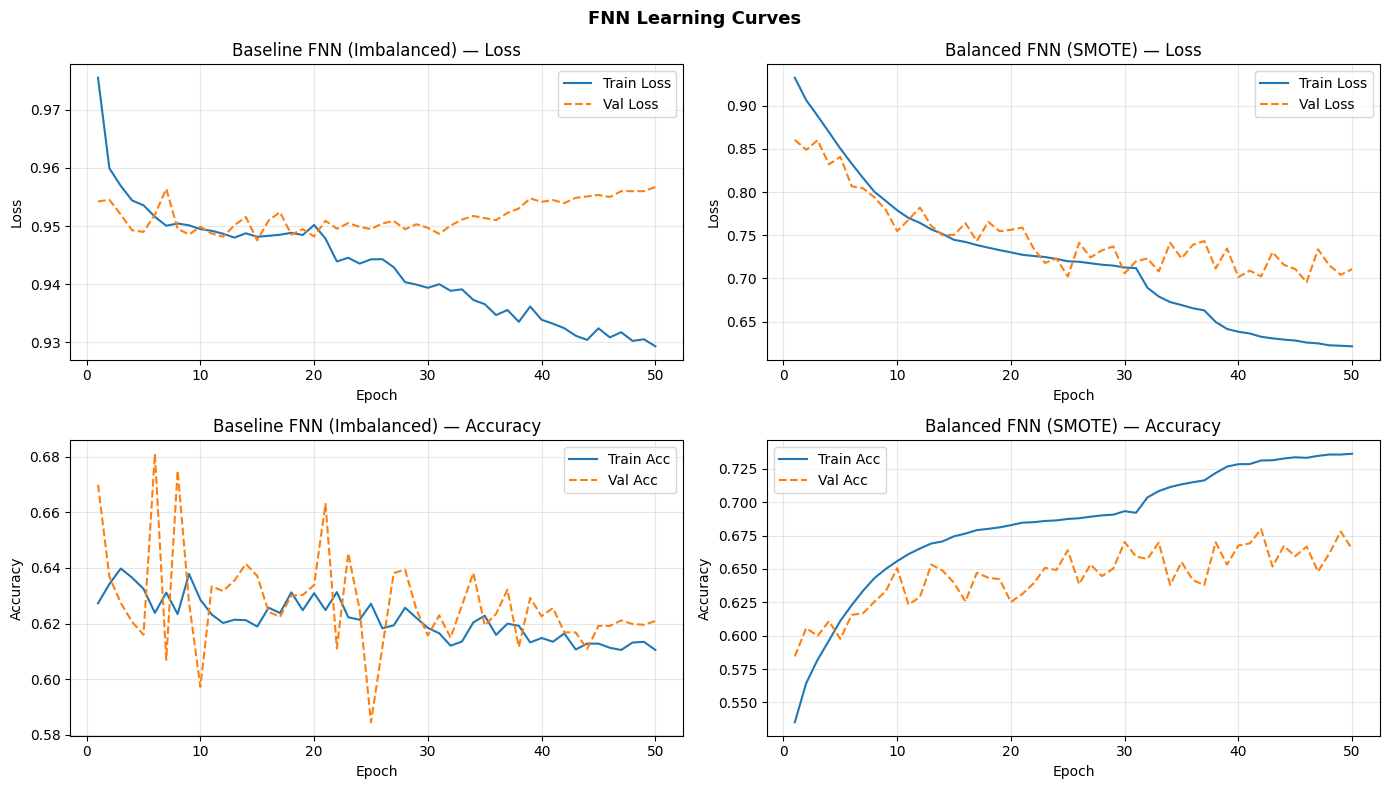 FNN Learning Curves
Baseline FNN (Imbalanced) — Loss
Loss
0.97
0.96
0.95
0.94
0.93
Train Loss
Val Loss
0
10
20
30
40
50
Epoch
Balanced FNN (SMOTE) — Loss
Loss
0.90
0.85
0.80
0.75
0.70
0.65
Train Loss
Val Loss
0
10
20
30
40
50
Epoch
Baseline FNN (Imbalanced) — Accuracy
Accuracy
0.68
0.66
0.64
0.62
0.60
0.58
Train Acc
Val Acc
0
10
20
30
40
50
Epoch
Balanced FNN (SMOTE) — Accuracy
Accuracy
0.725
0.700
0.675
0.650
0.625
0.600
0.575
0.550
Train Acc
Val Acc
0
10
20
30
40
50
Epoch